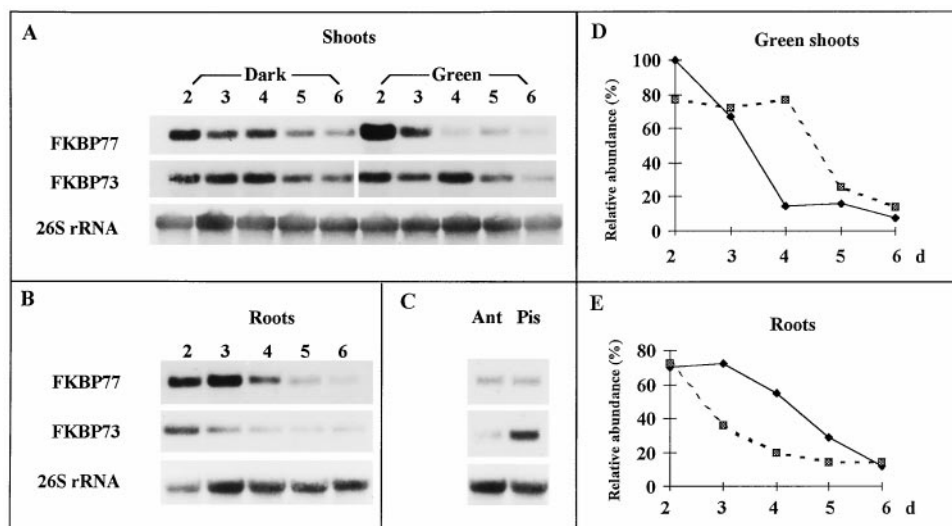 A
Shoots
Dark Green
2 3 4 5 6 2 3 4 5 6
FKBP77
FKBP73
26S rRNA
B
Roots
2 3 4 5 6
FKBP77
FKBP73
26S rRNA
C
Ant Pis
D
Green shoots
Relative abundance (%)
100
80
60
40
20
0
2 3 4 5 6 d
E
Roots
Relative abundance (%)
80
60
40
20
0
2 3 4 5 6 d